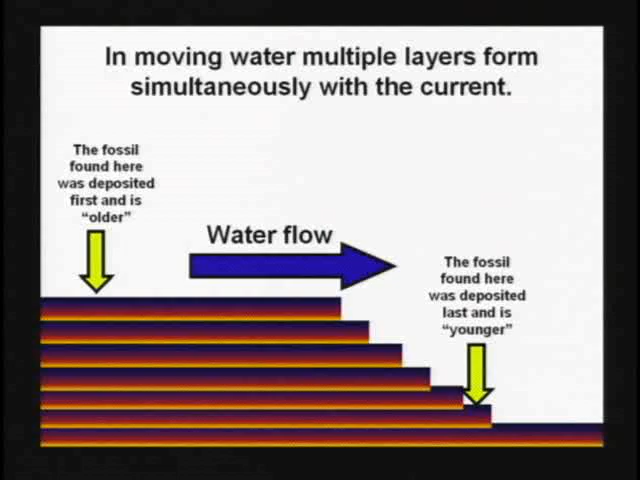 In moving water multiple layers form
simultaneously with the current.
The fossil
found here
was deposited
first and is
“older”
Water flow
The fossil
found here
was deposited
last and is
“younger”